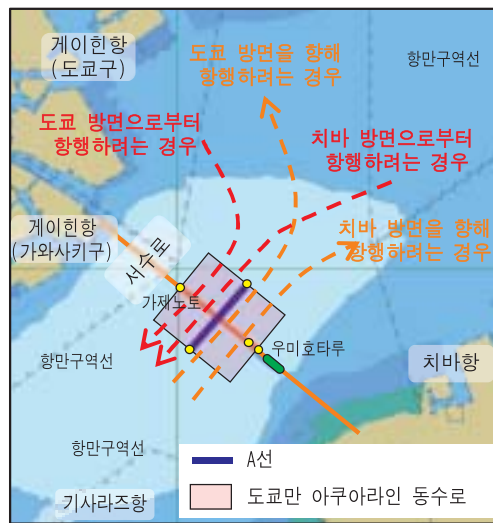 게이힌항
(도쿄구)
도쿄 방면을 향해
항행하려는 경우
항만구역선
도쿄 방면으로부터
항행하려는 경우
치바 방면으로부터
항행하려는 경우
게이힌항
(가와사키구)
서수로
치바 방면을 향해
항행하려는 경우
가제노토
우미호타루
항만구역선
치바항
항만구역선
기사라즈항
A선
도쿄만 아쿠아라인 동수로